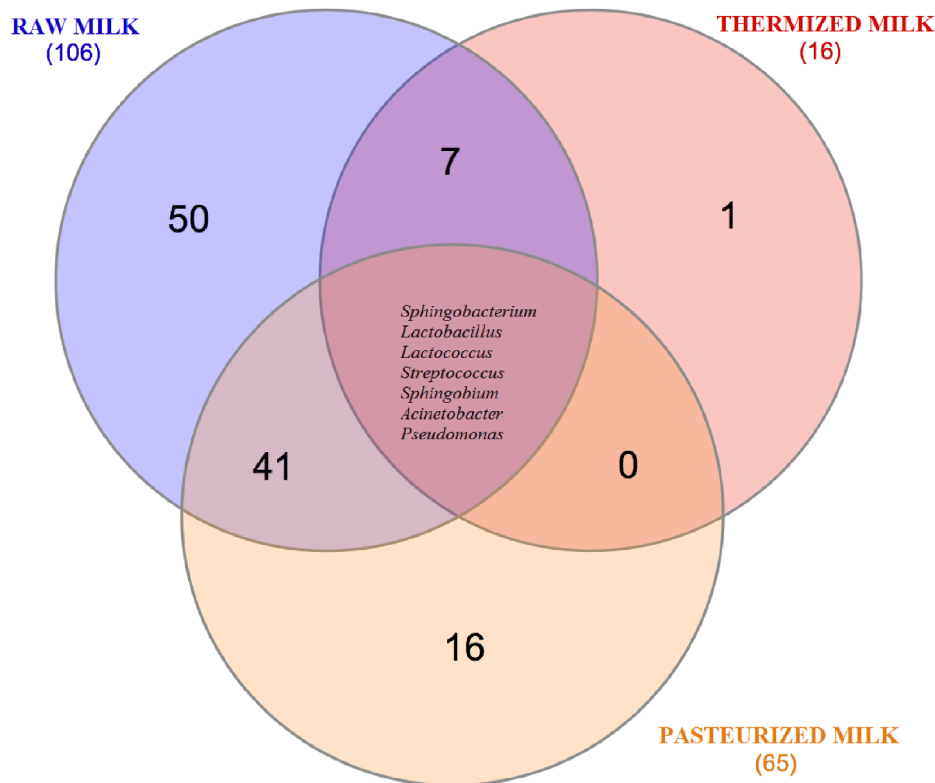 RAW MILK
(106)
THERMIZED MILK
(16)
7
50
1
Sphingobacterium
Lactobacillus
Lactococcus
Streptococcus
Sphingobium
Acinetobacter
Pseudomonas
41
0
16
PASTEURIZED MILK
(65)